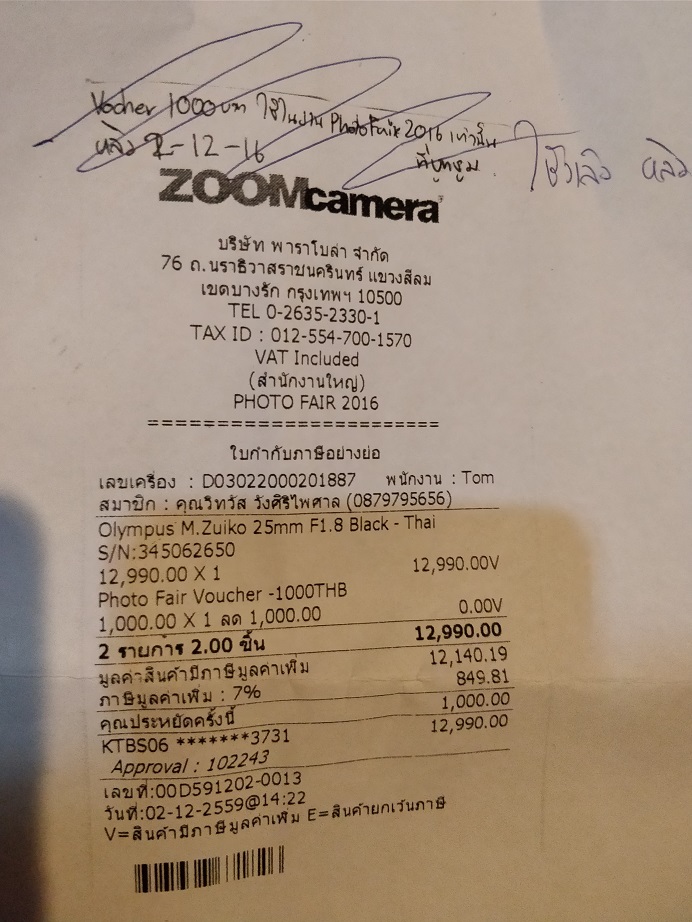 Vocher 1000บาท ใช้ในงาน PhotoFair 2016 เท่านั้น
2-12-16
ZOOMcamera
บริษัท พาราโบล่า จำกัด
76 ถ.นราธิวาสราชนครินทร์ แขวงสีลม
เขตบางรัก กรุงเทพฯ 10500
TEL 0-2635-2330-1
TAX ID : 012-554-700-1570
VAT Included
(สำนักงานใหญ่)
PHOTO FAIR 2016
========================
ใบกำกับภาษีอย่างย่อ
เลขเครื่อง : D03022000201887 พนักงาน : Tom
สมาชิก : คุณวิทวัส วังศิริไพศาล (0879795656)
Olympus M.Zuiko 25mm F1.8 Black - Thai
S/N:345062650
12,990.00 X 1 12,990.00V
Photo Fair Voucher -1000THB
1,000.00 X 1 ลด 1,000.00 0.00V
2 รายการ 2.00 ชิ้น 12,990.00
มูลค่าสินค้ามีภาษีมูลค่าเพิ่ม 12,140.19
ภาษีมูลค่าเพิ่ม : 7% 849.81
คุณประหยัดครั้งนี้ 1,000.00
KTBS06 *******3731 12,990.00
Approval : 102243
เลขที่:00D591202-0013
วันที่:02-12-2559@14:22
V=สินค้ามีภาษีมูลค่าเพิ่ม E=สินค้ายกเว้นภาษี